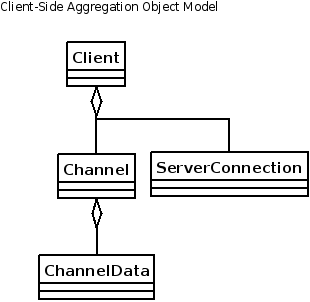 Client-Side Aggregation Object Model
Client
Channel
ServerConnection
ChannelData